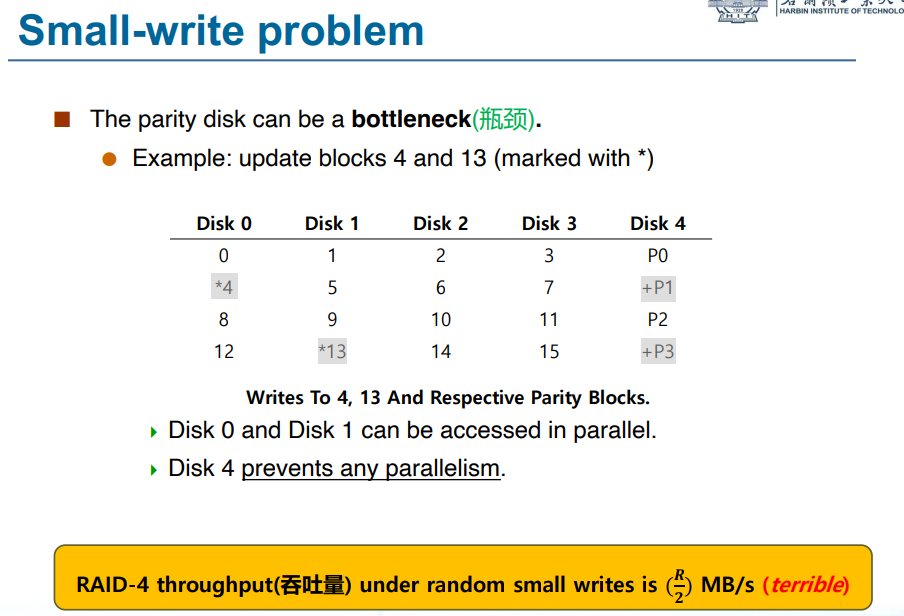 HARBIN INSTITUTE OF TECHNOLO
Small-write problem
The parity disk can be a bottleneck(瓶颈).
Example: update blocks 4 and 13 (marked with *)
Disk 0 Disk 1 Disk 2 Disk 3 Disk 4
0 1 2 3 P0
*4 5 6 7 +P1
8 9 10 11 P2
12 *13 14 15 +P3
Writes To 4, 13 And Respective Parity Blocks.
Disk 0 and Disk 1 can be accessed in parallel.
Disk 4 prevents any parallelism.
RAID-4 throughput(吞吐量) under random small writes is (R/2) MB/s (terrible)